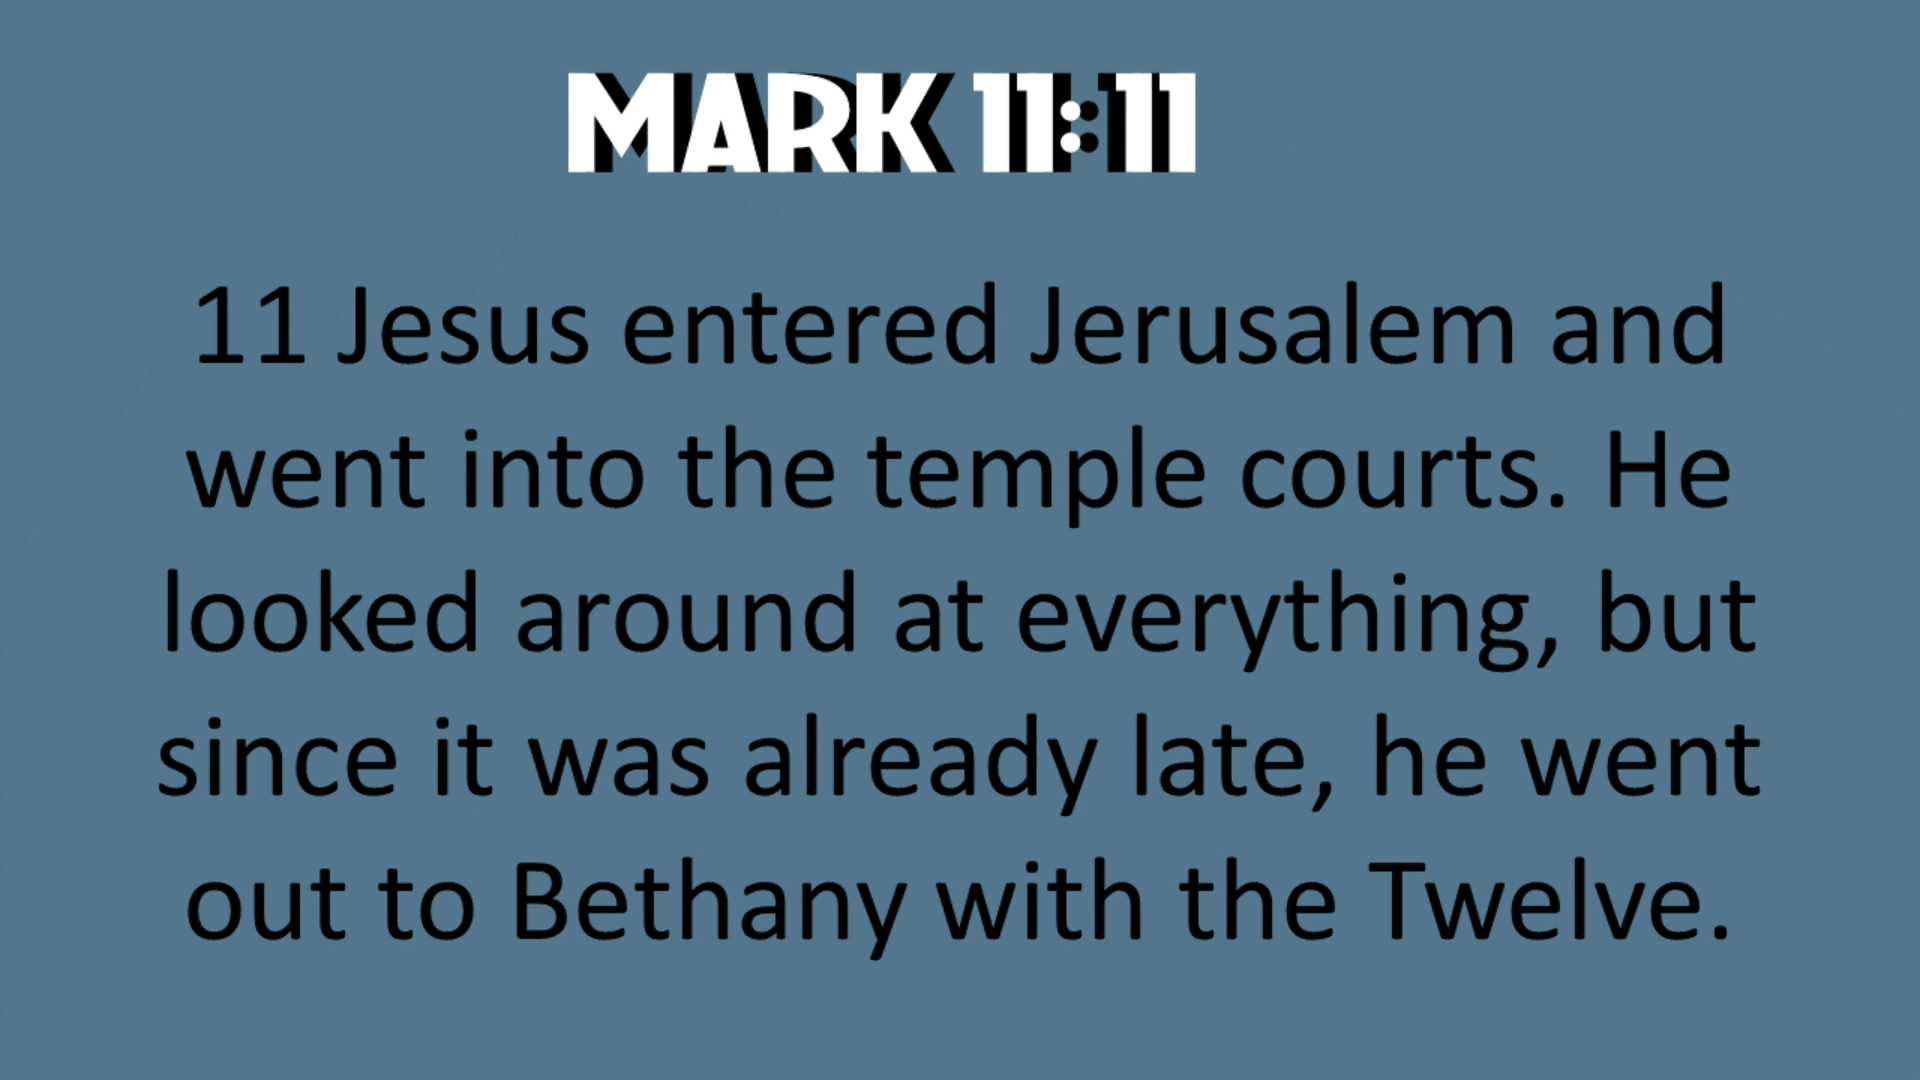 MARK 11:11
11 Jesus entered Jerusalem and
went into the temple courts. He
looked around at everything, but
since it was already late, he went
out to Bethany with the Twelve.